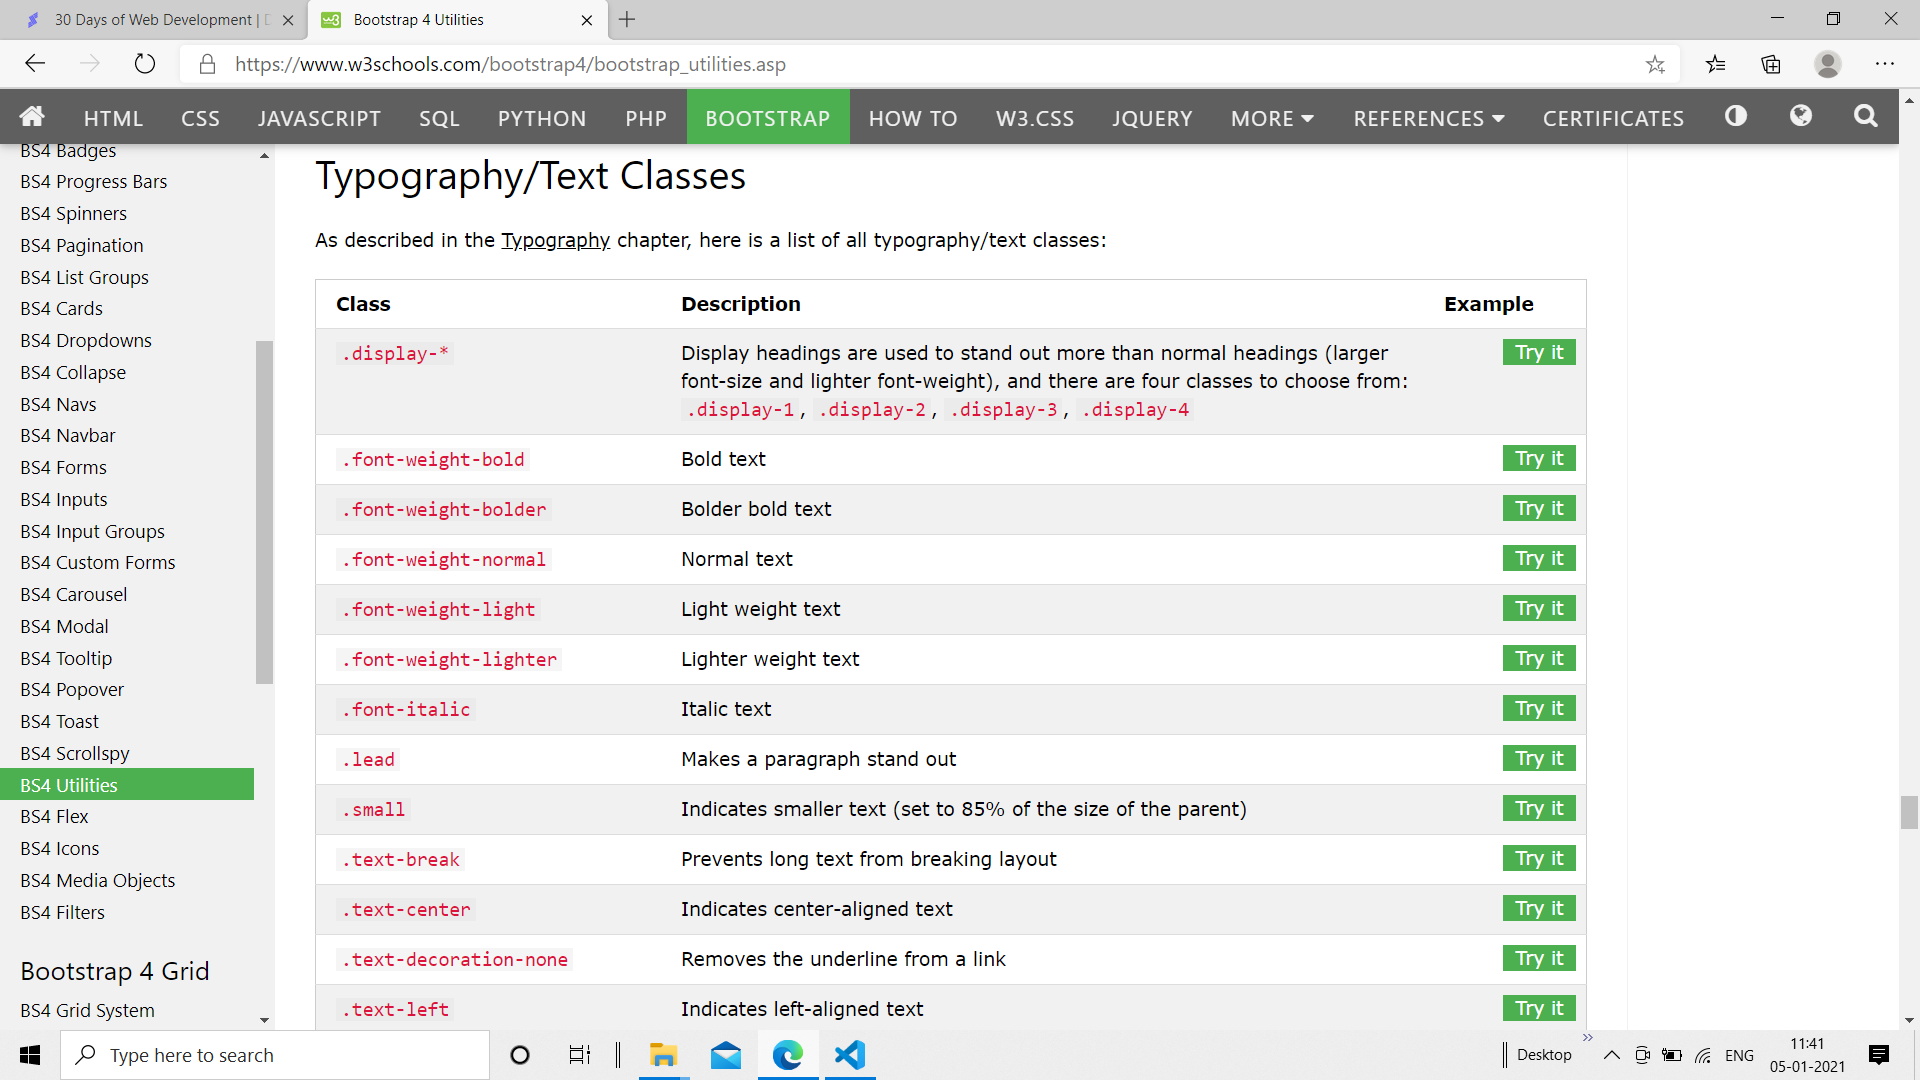 30 Days of Web Development |
Bootstrap 4 Utilities
https://www.w3schools.com/bootstrap4/bootstrap_utilities.asp
HTML CSS JAVASCRIPT SQL PYTHON PHP BOOTSTRAP HOW TO W3.CSS JQUERY MORE REFERENCES CERTIFICATES
BS4 Badges
BS4 Progress Bars
BS4 Spinners
BS4 Pagination
BS4 List Groups
BS4 Cards
BS4 Dropdowns
BS4 Collapse
BS4 Navs
BS4 Navbar
BS4 Forms
BS4 Inputs
BS4 Input Groups
BS4 Custom Forms
BS4 Carousel
BS4 Modal
BS4 Tooltip
BS4 Popover
BS4 Toast
BS4 Scrollspy
BS4 Utilities
BS4 Flex
BS4 Icons
BS4 Media Objects
BS4 Filters
Bootstrap 4 Grid
BS4 Grid System
Typography/Text Classes
As described in the Typography chapter, here is a list of all typography/text classes:
Class Description Example
.display-* Display headings are used to stand out more than normal headings (larger Try it
font-size and lighter font-weight), and there are four classes to choose from:
.display-1, .display-2, .display-3, .display-4
.font-weight-bold Bold text Try it
.font-weight-bolder Bolder bold text Try it
.font-weight-normal Normal text Try it
.font-weight-light Light weight text Try it
.font-weight-lighter Lighter weight text Try it
.font-italic Italic text Try it
.lead Makes a paragraph stand out Try it
.small Indicates smaller text (set to 85% of the size of the parent) Try it
.text-break Prevents long text from breaking layout Try it
.text-center Indicates center-aligned text Try it
.text-decoration-none Removes the underline from a link Try it
.text-left Indicates left-aligned text Try it
Type here to search
Desktop
ENG
11:41
05-01-2021